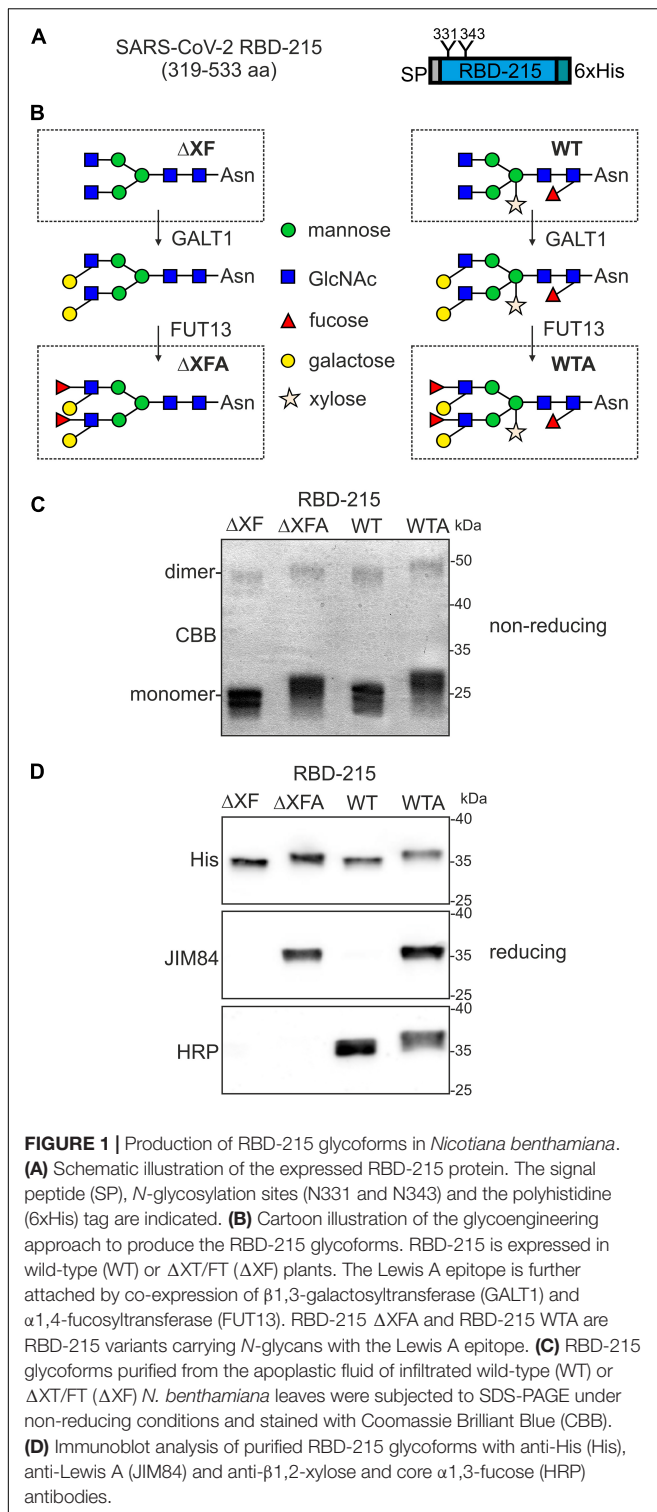 A
SARS-CoV-2 RBD-215
(319-533 aa)
331 343
SP RBD-215 6xHis
B
ΔXF
WT
Asn
Asn
GALT1
mannose
GALT1
Asn
GlcNAc
Asn
FUT13
fucose
FUT13
ΔXFA
galactose
WTA
Asn
xylose
Asn
C
RBD-215
ΔXF ΔXFA WT WTA kDa
-50
dimer-
-40
CBB
non-reducing
-35
monomer-
-25
D
RBD-215
ΔXF ΔXFA WT WTA kDa
-40
His
-35
-25
-40
JIM84
-35
reducing
-25
-40
HRP
-35
-25
FIGURE 1 | Production of RBD-215 glycoforms in Nicotiana benthamiana.
(A) Schematic illustration of the expressed RBD-215 protein. The signal
peptide (SP), N-glycosylation sites (N331 and N343) and the polyhistidine
(6xHis) tag are indicated. (B) Cartoon illustration of the glycoengineering
approach to produce the RBD-215 glycoforms. RBD-215 is expressed in
wild-type (WT) or ΔXT/FT (ΔXF) plants. The Lewis A epitope is further
attached by co-expression of β1,3-galactosyltransferase (GALT1) and
α1,4-fucosyltransferase (FUT13). RBD-215 ΔXFA and RBD-215 WTA are
RBD-215 variants carrying N-glycans with the Lewis A epitope. (C) RBD-215
glycoforms purified from the apoplastic fluid of infiltrated wild-type (WT) or
ΔXT/FT (ΔXF) N. benthamiana leaves were subjected to SDS-PAGE under
non-reducing conditions and stained with Coomassie Brilliant Blue (CBB).
(D) Immunoblot analysis of purified RBD-215 glycoforms with anti-His (His),
anti-Lewis A (JIM84) and anti-β1,2-xylose and core α1,3-fucose (HRP)
antibodies.